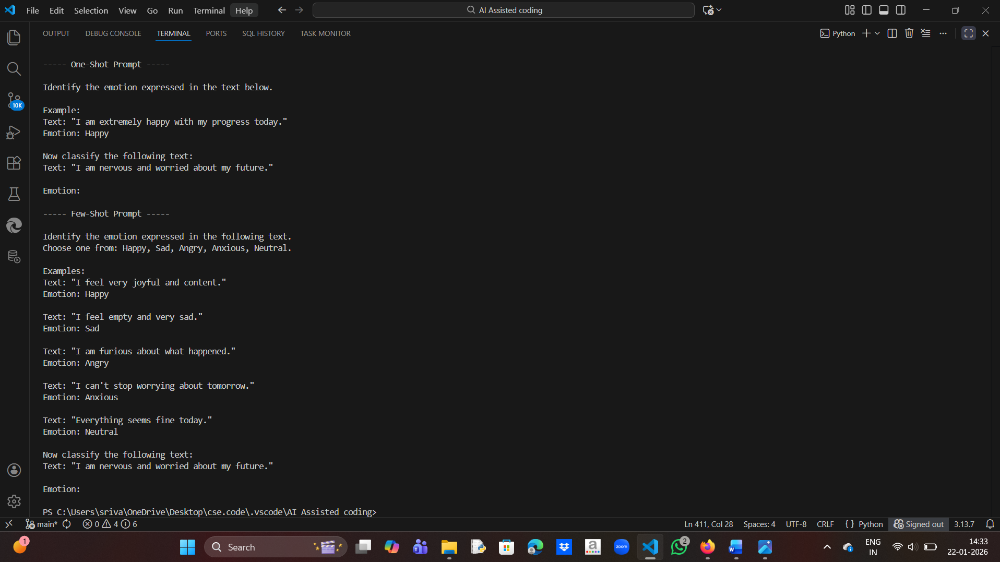 File Edit Selection View Go Run Terminal Help
AI Assisted coding
OUTPUT DEBUG CONSOLE TERMINAL PORTS SQL HISTORY TASK MONITOR
Python
----- One-Shot Prompt -----
Identify the emotion expressed in the text below.
Example:
Text: "I am extremely happy with my progress today."
Emotion: Happy
Now classify the following text:
Text: "I am nervous and worried about my future."
Emotion:
----- Few-Shot Prompt -----
Identify the emotion expressed in the following text.
Choose one from: Happy, Sad, Angry, Anxious, Neutral.
Examples:
Text: "I feel very joyful and content."
Emotion: Happy
Text: "I feel empty and very sad."
Emotion: Sad
Text: "I am furious about what happened."
Emotion: Angry
Text: "I can't stop worrying about tomorrow."
Emotion: Anxious
Text: "Everything seems fine today."
Emotion: Neutral
Now classify the following text:
Text: "I am nervous and worried about my future."
Emotion:
PS C:\Users\sriva\OneDrive\Desktop\cse.code\.vscode\AI Assisted coding>
10K
main* 0 4 6
Ln 411, Col 28 Spaces: 4 UTF-8 CRLF { } Python Signed out 3.13.7
1
Search
a
zoom
2
ENG
IN
14:33
22-01-2026